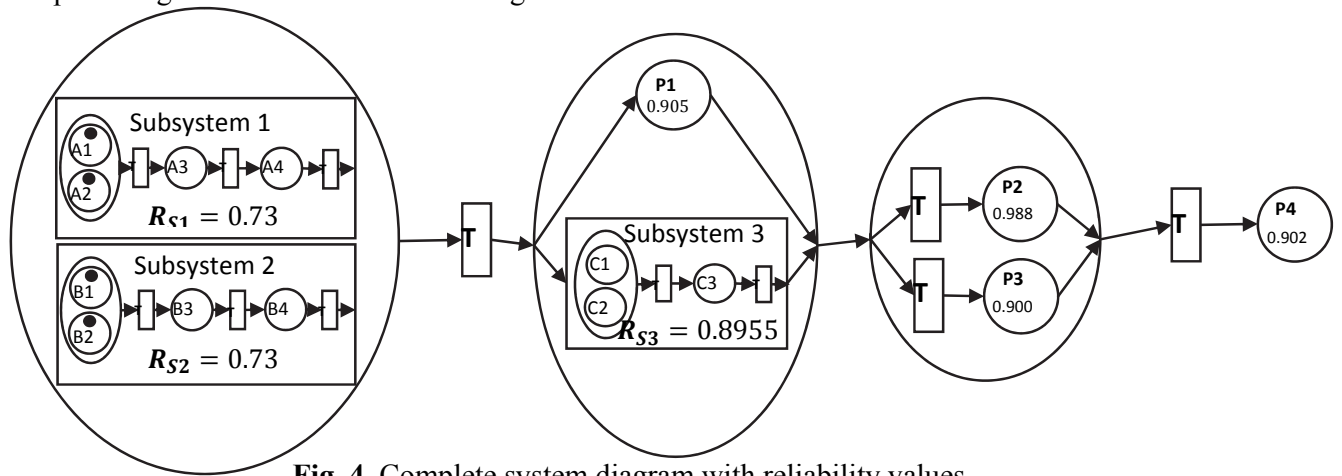 Subsystem 1
A1
A2
T
A3
T
A4
T
R_S1 = 0.73
Subsystem 2
B1
B2
T
B3
T
B4
T
R_S2 = 0.73
T
P1
0.905
Subsystem 3
C1
C2
T
C3
T
R_S3 = 0.8955
T
P2
0.988
T
P3
0.900
T
P4
0.902
Fig. 4. Complete system diagram with reliability values